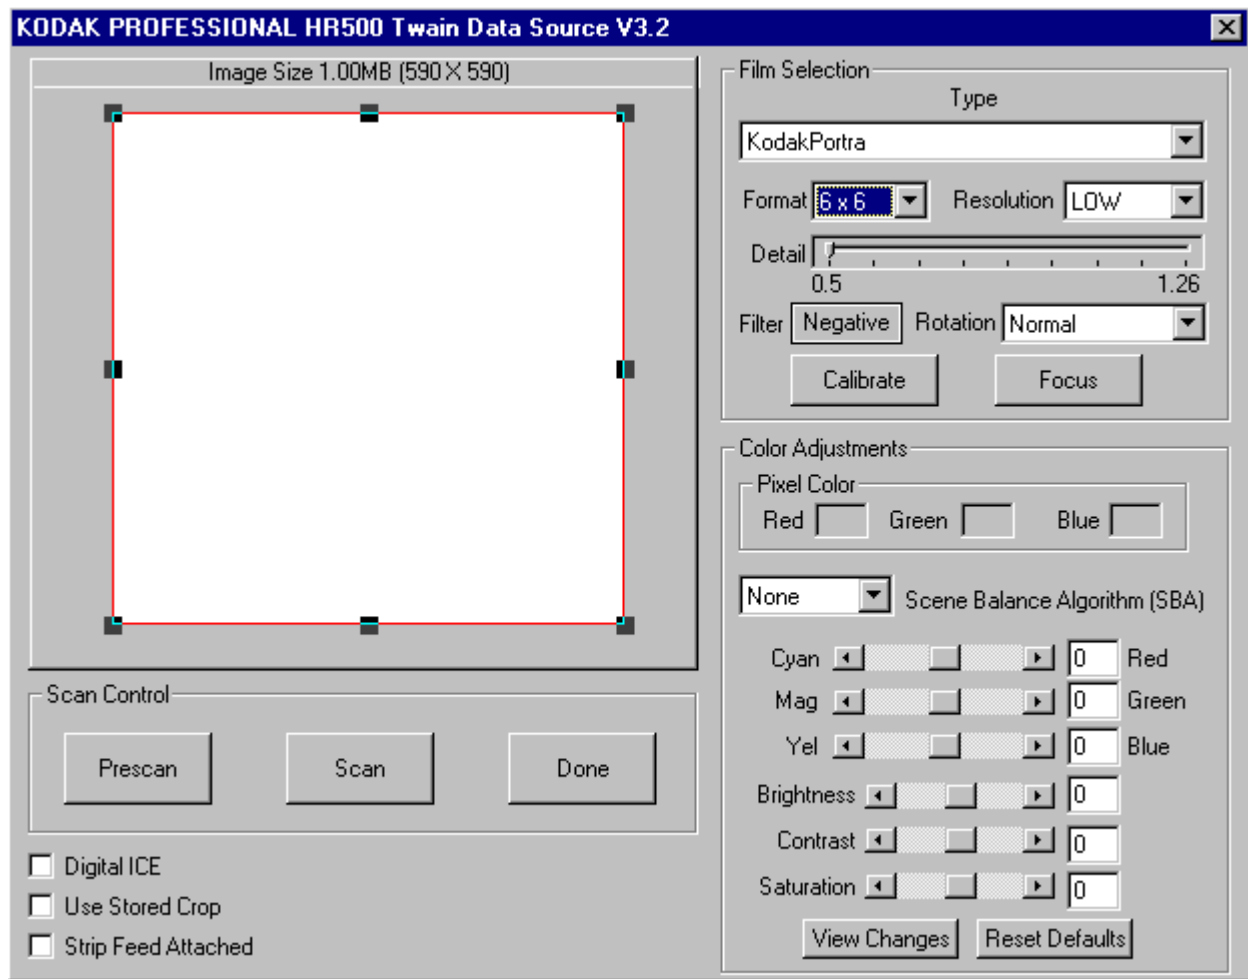 KODAK PROFESSIONAL HR500 Twain Data Source V3.2
Image Size 1.00MB (590 X 590)
Film Selection
Type
KodakPortra
Format 6 x 6 Resolution LOW
Detail
0.5 1.26
Filter Negative Rotation Normal
Calibrate Focus
Color Adjustments
Pixel Color
Red Green Blue
None Scene Balance Algorithm (SBA)
Cyan 0 Red
Mag 0 Green
Yel 0 Blue
Brightness 0
Contrast 0
Saturation 0
View Changes Reset Defaults
Scan Control
Prescan Scan Done
Digital ICE
Use Stored Crop
Strip Feed Attached